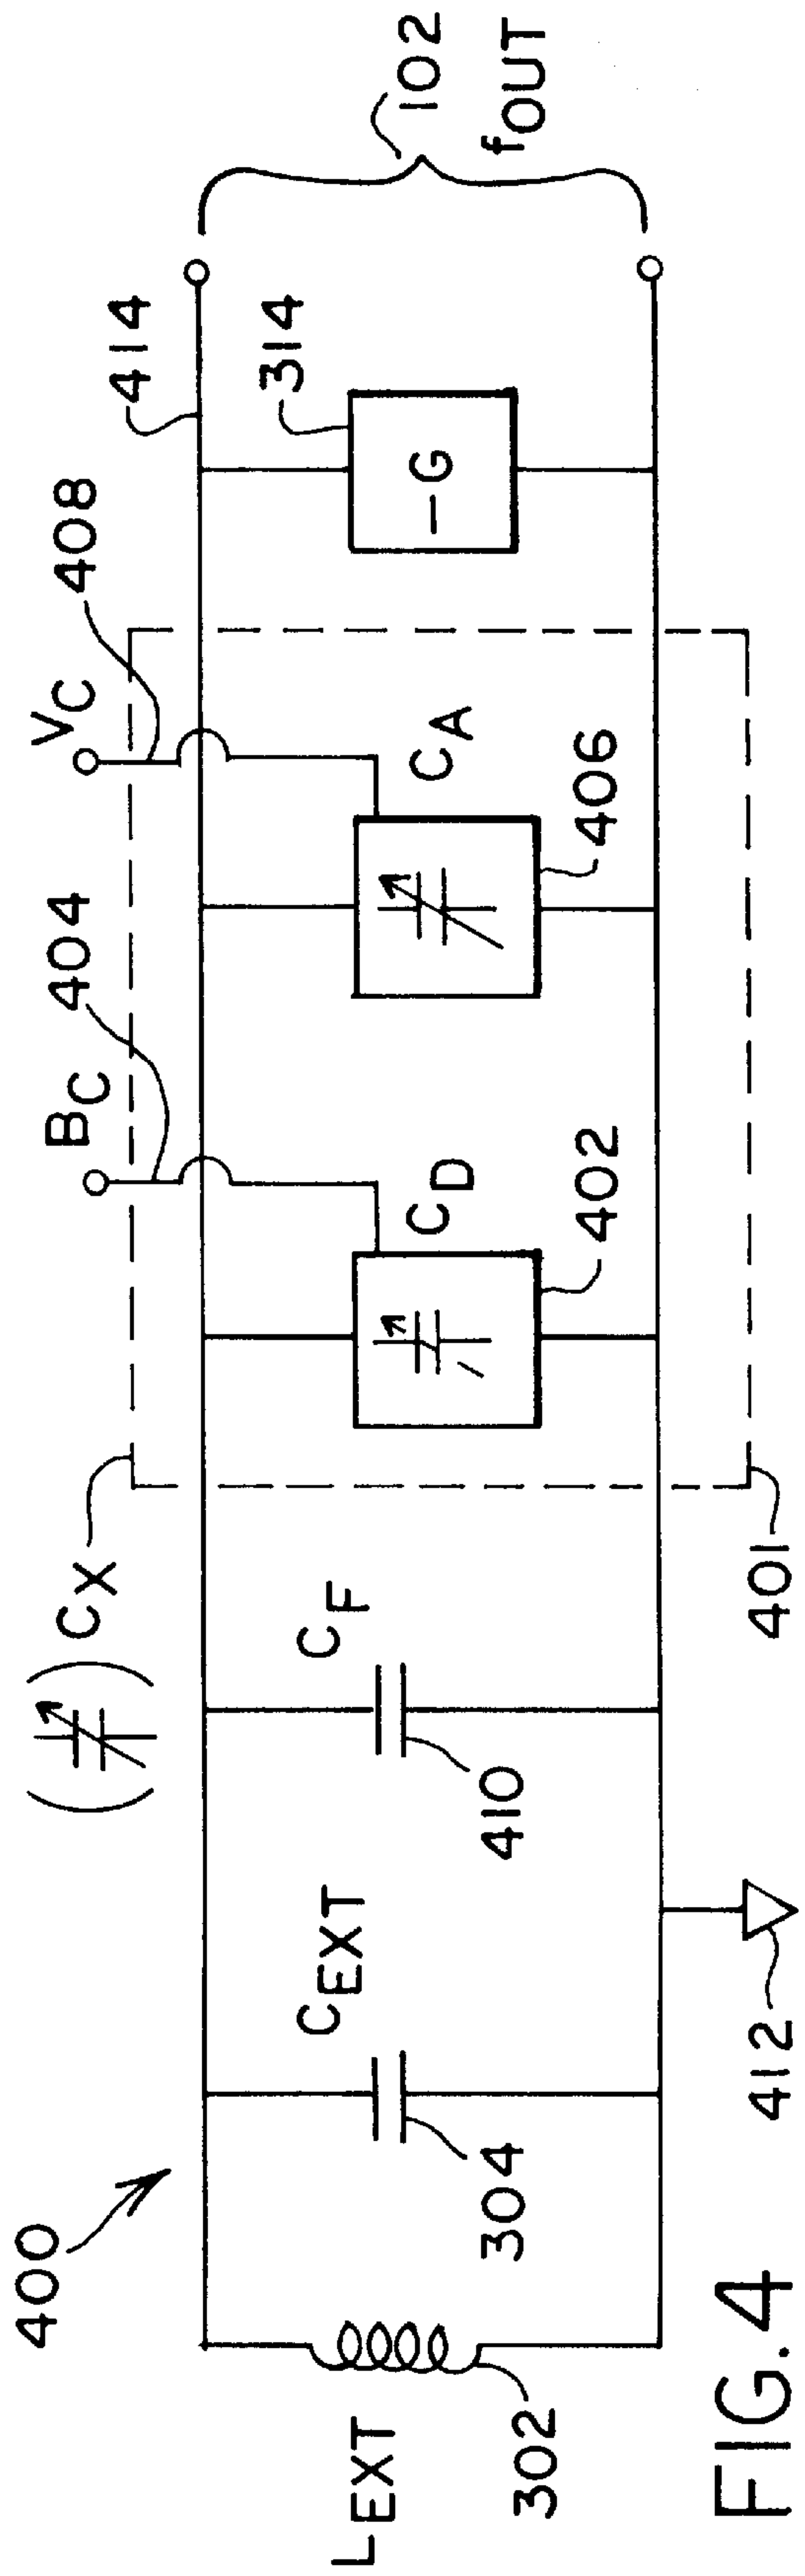 400
( ) CX
BC
404
VC
408
414
LEXT
302
CEXT
304
CF
410
CD
402
CA
406
-G
314
102
fOUT
412
401
FIG. 4